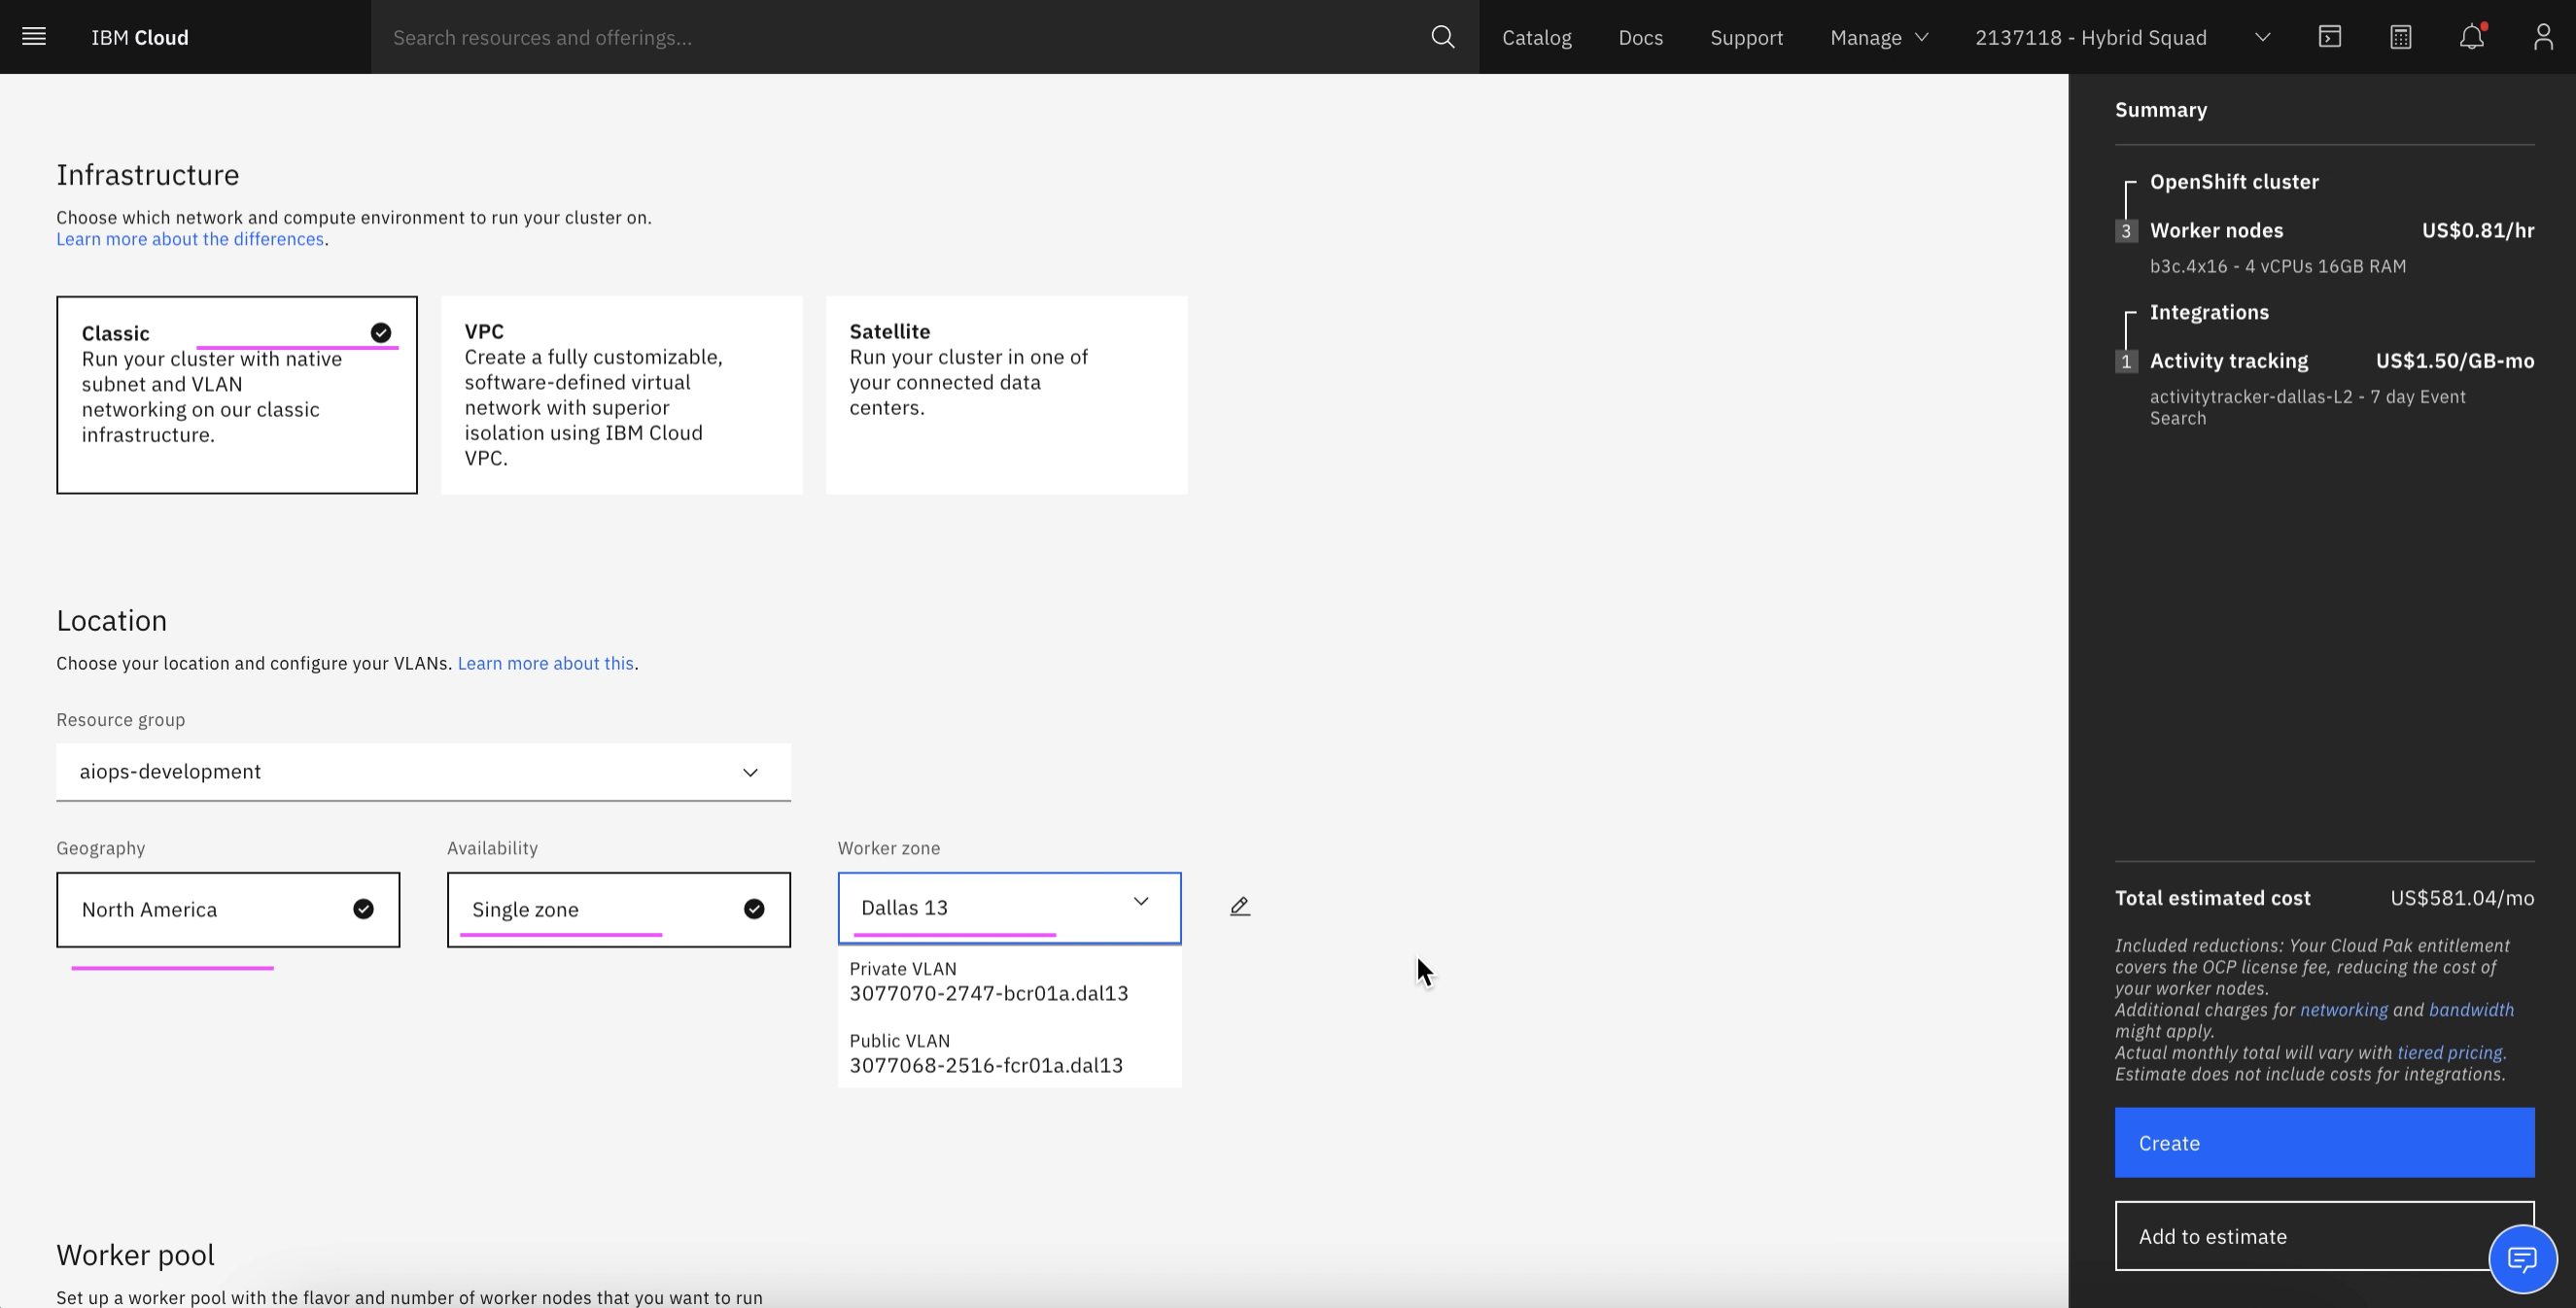 IBM Cloud
Search resources and offerings...
Catalog
Docs
Support
Manage
2137118 - Hybrid Squad
Infrastructure
Choose which network and compute environment to run your cluster on.
Learn more about the differences.
Classic
Run your cluster with native
subnet and VLAN
networking on our classic
infrastructure.
VPC
Create a fully customizable,
software-defined virtual
network with superior
isolation using IBM Cloud
VPC.
Satellite
Run your cluster in one of
your connected data
centers.
Location
Choose your location and configure your VLANs. Learn more about this.
Resource group
aiops-development
Geography
North America
Availability
Single zone
Worker zone
Dallas 13
Private VLAN
3077070-2747-bcr01a.dal13
Public VLAN
3077068-2516-fcr01a.dal13
Worker pool
Set up a worker pool with the flavor and number of worker nodes that you want to run
Summary
OpenShift cluster
3 Worker nodes US$0.81/hr
b3c.4x16 - 4 vCPUs 16GB RAM
Integrations
1 Activity tracking US$1.50/GB-mo
activitytracker-dallas-L2 - 7 day Event
Search
Total estimated cost US$581.04/mo
Included reductions: Your Cloud Pak entitlement
covers the OCP license fee, reducing the cost of
your worker nodes.
Additional charges for networking and bandwidth
might apply.
Actual monthly total will vary with tiered pricing.
Estimate does not include costs for integrations.
Create
Add to estimate